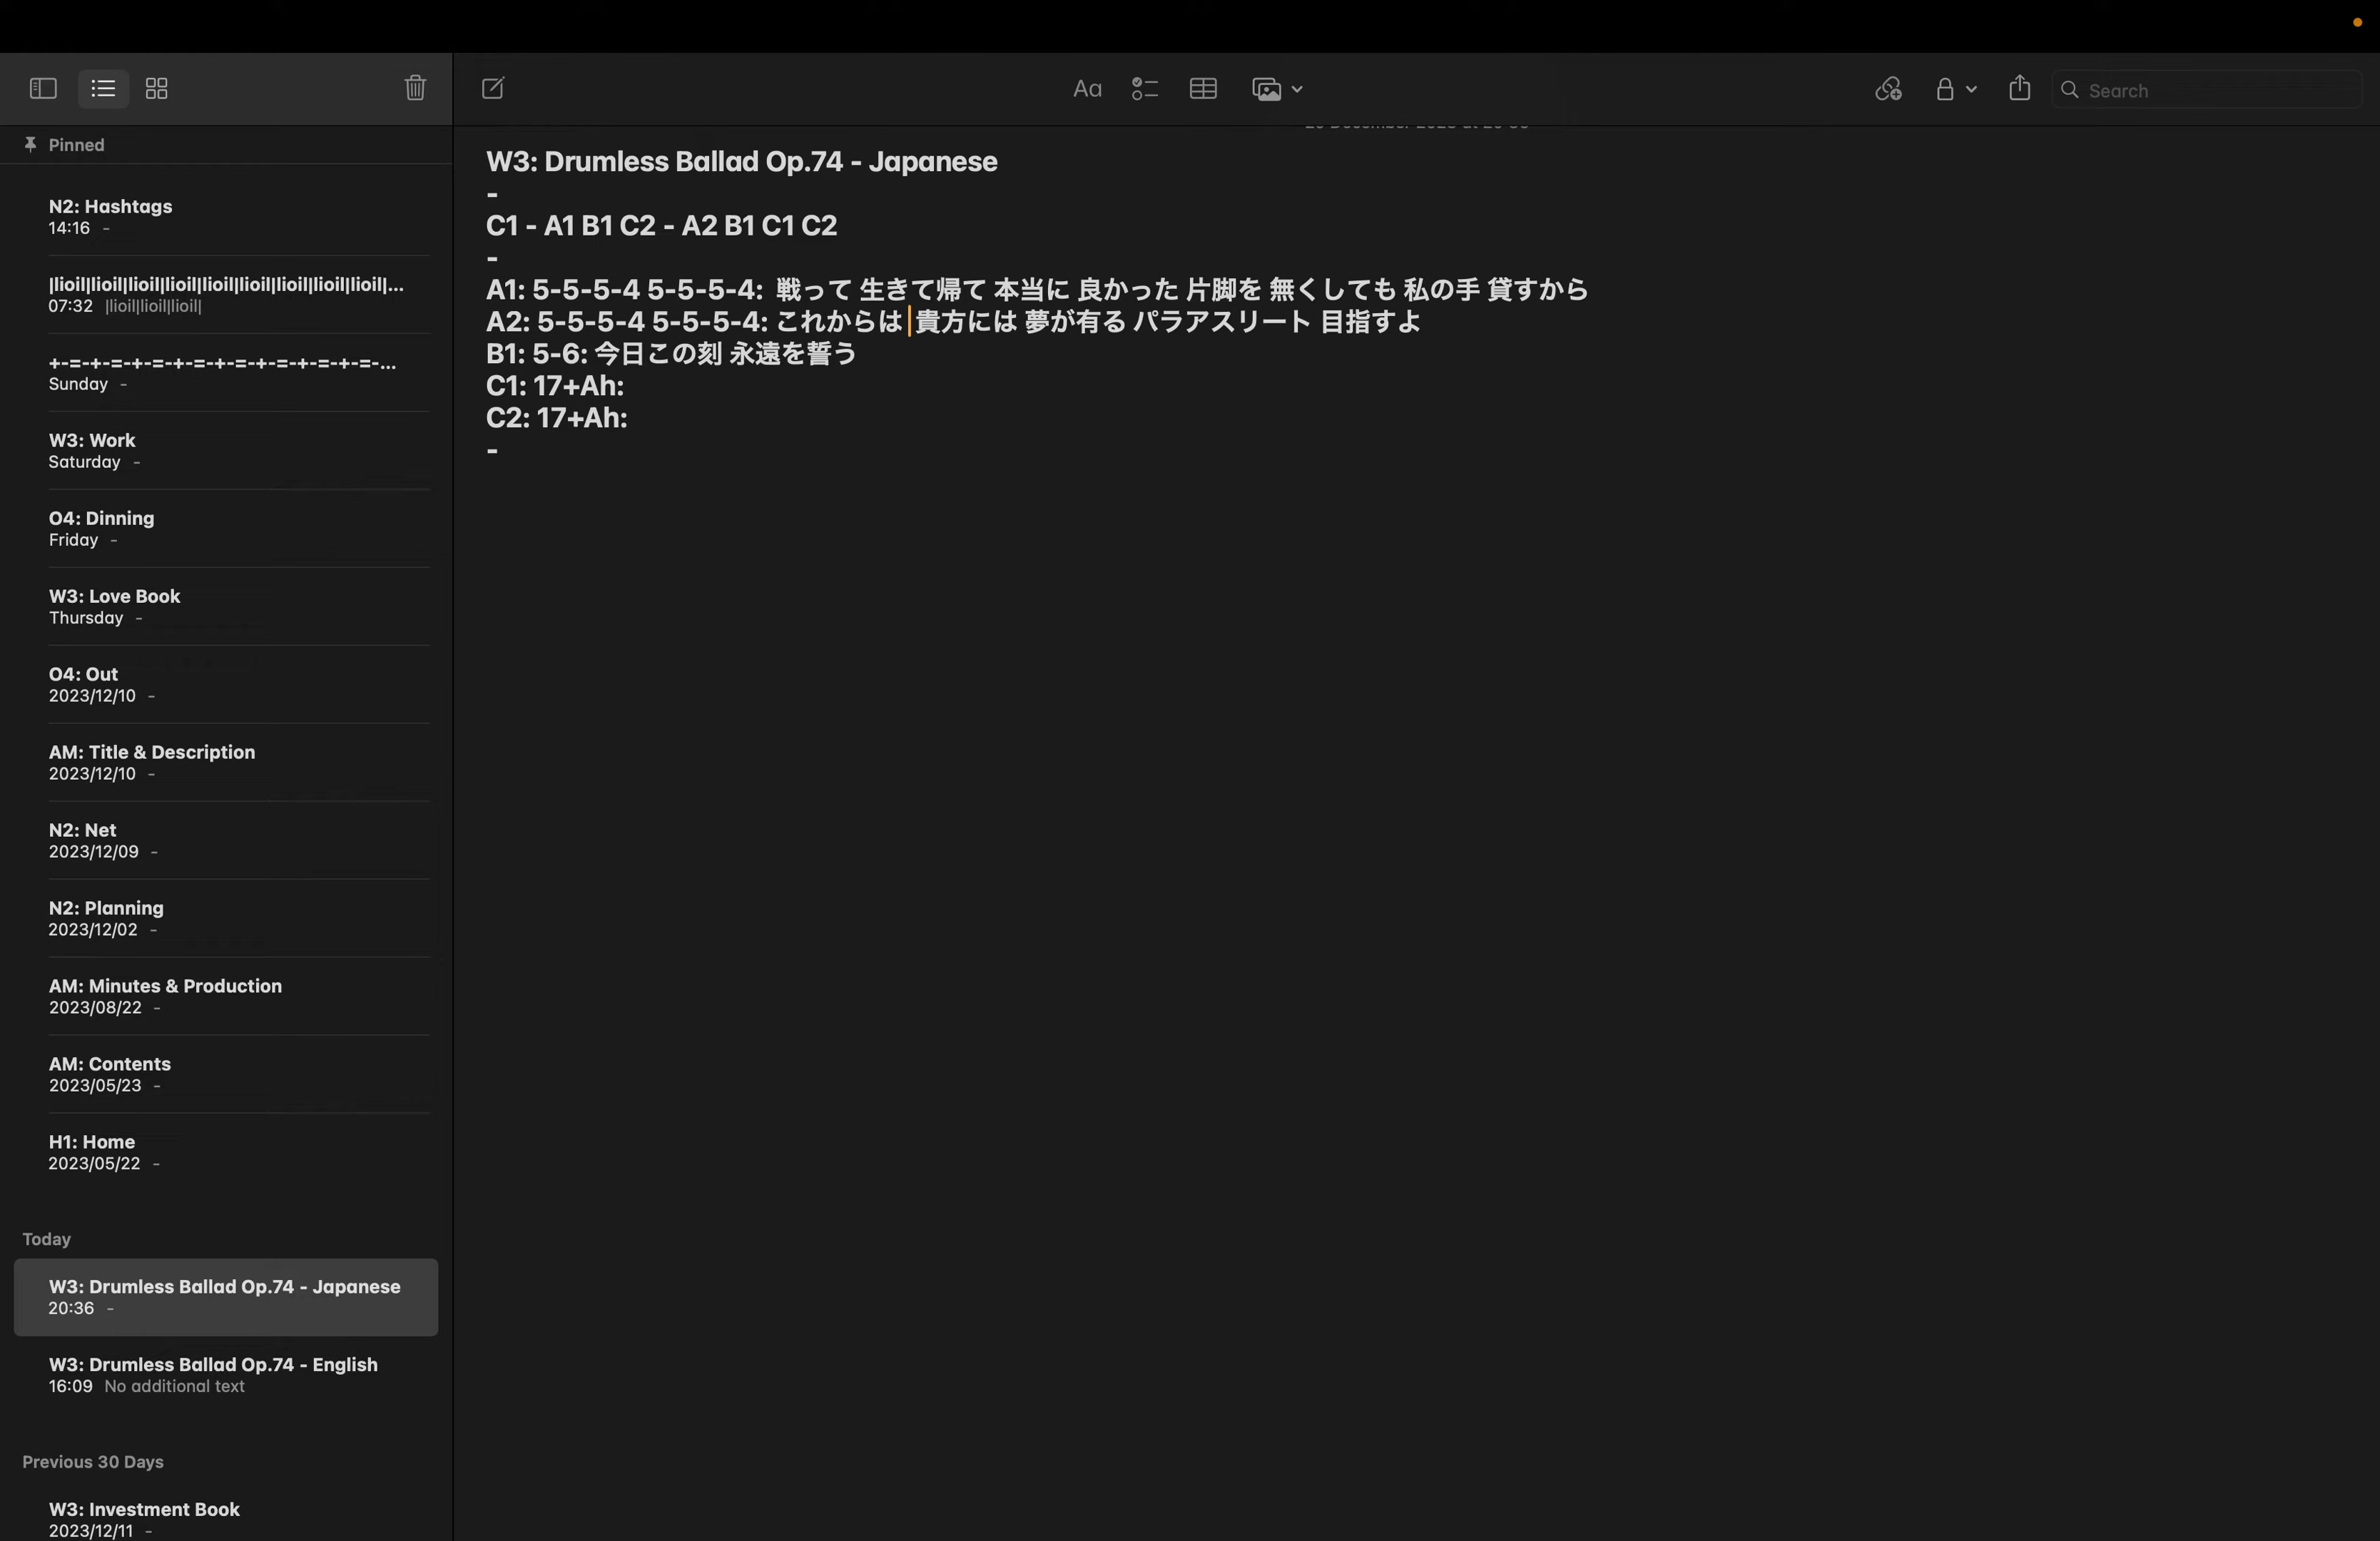 Search
Pinned
N2: Hashtags
14:16 -
|lioil|lioil|lioil|lioil|lioil|lioil|lioil|lioil|lioil|...
07:32 |lioil|lioil|lioil|
+-=-+-=-+-=-+-=-+-=-+-=-+-=-+-=-...
Sunday -
W3: Work
Saturday -
O4: Dinning
Friday -
W3: Love Book
Thursday -
O4: Out
2023/12/10 -
AM: Title & Description
2023/12/10 -
N2: Net
2023/12/09 -
N2: Planning
2023/12/02 -
AM: Minutes & Production
2023/08/22 -
AM: Contents
2023/05/23 -
H1: Home
2023/05/22 -
Today
W3: Drumless Ballad Op.74 - Japanese
20:36 -
W3: Drumless Ballad Op.74 - English
16:09 No additional text
Previous 30 Days
W3: Investment Book
2023/12/11 -
Aa
W3: Drumless Ballad Op.74 - Japanese
-
C1 - A1 B1 C2 - A2 B1 C1 C2
-
A1: 5-5-5-4 5-5-5-4: 戦って 生きて帰て 本当に 良かった 片脚を 無くしても 私の手 貸すから
A2: 5-5-5-4 5-5-5-4: これからは 貴方には 夢が有る パラアスリート 目指すよ
B1: 5-6: 今日この刻 永遠を誓う
C1: 17+Ah:
C2: 17+Ah:
-